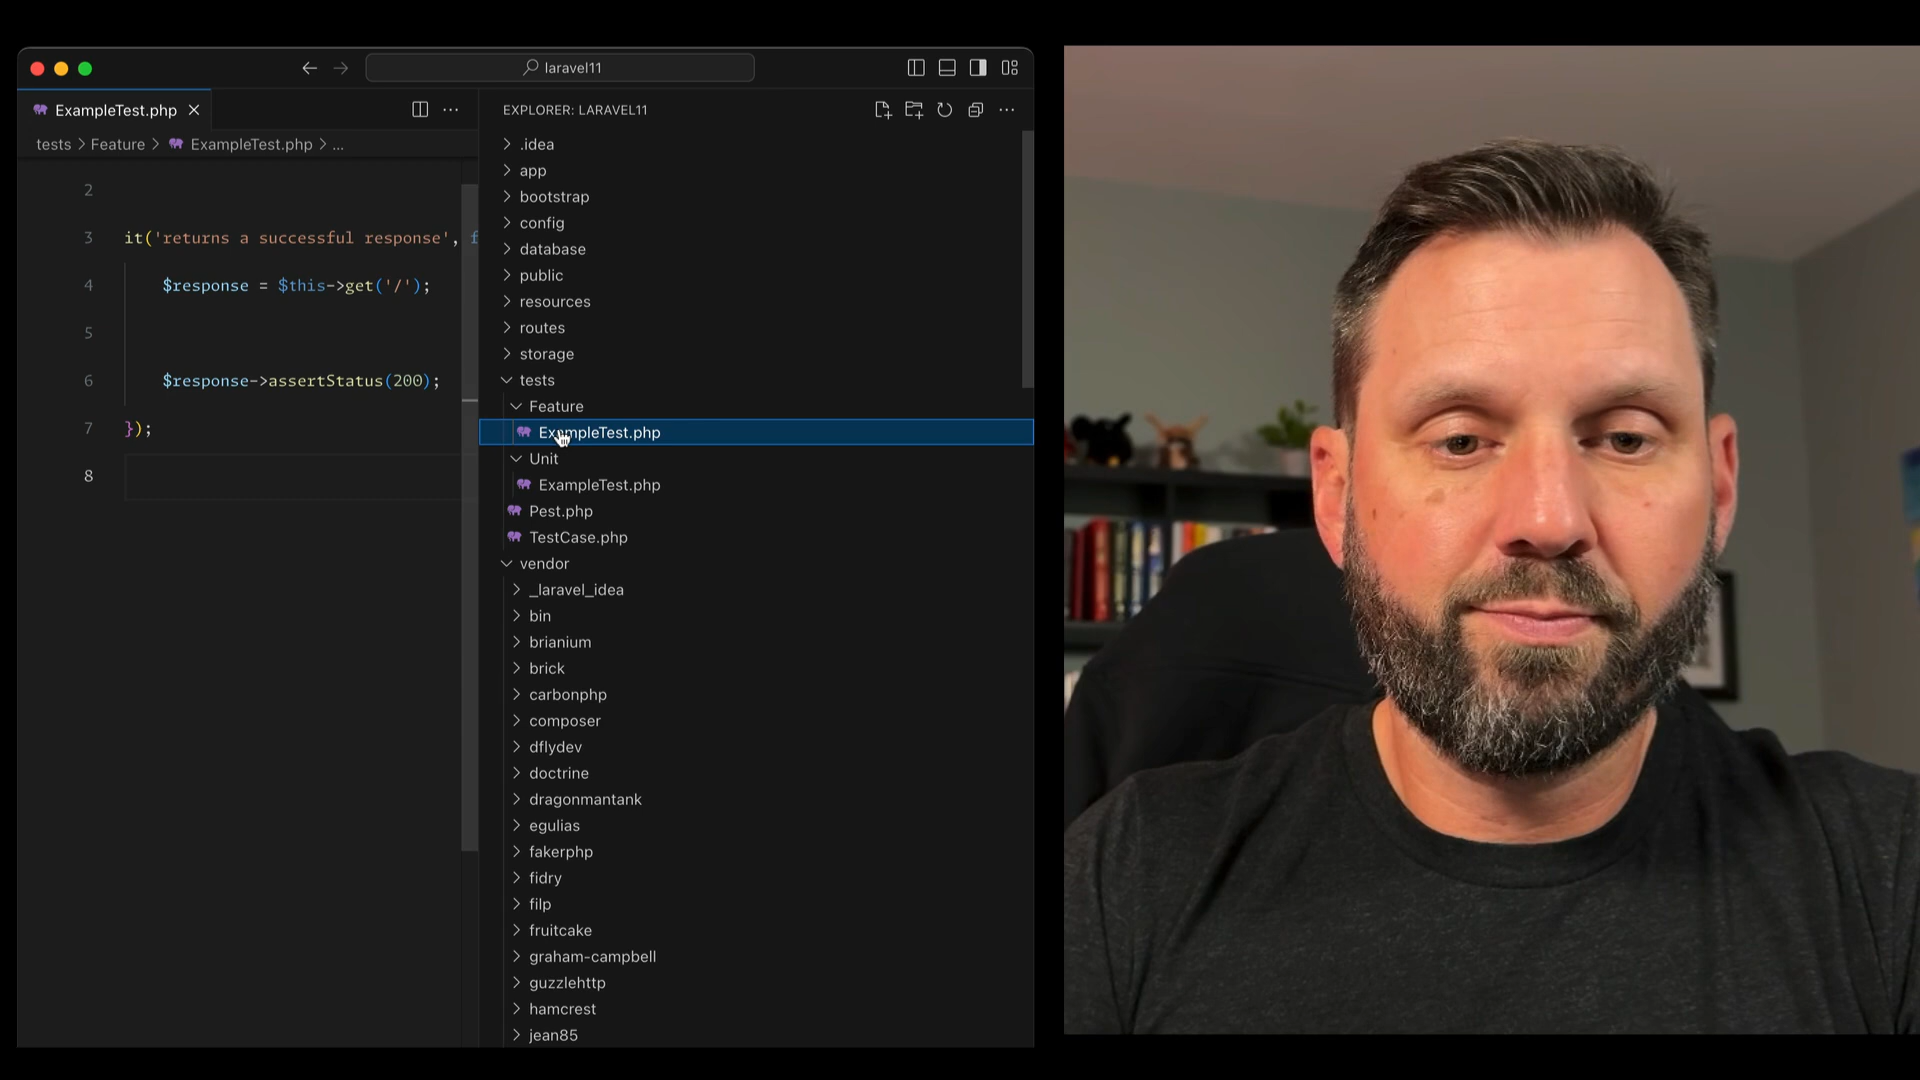 laravel11
ExampleTest.php
tests > Feature > ExampleTest.php > ...
2
3 it('returns a successful response', f
4 $response = $this->get('/');
5
6 $response->assertStatus(200);
7 });
8
EXPLORER: LARAVEL11
.idea
app
bootstrap
config
database
public
resources
routes
storage
tests
Feature
ExampleTest.php
Unit
ExampleTest.php
Pest.php
TestCase.php
vendor
_laravel_idea
bin
brianium
brick
carbonphp
composer
dflydev
doctrine
dragonmantank
egulias
fakerphp
fidry
filp
fruitcake
graham-campbell
guzzlehttp
hamcrest
jean85